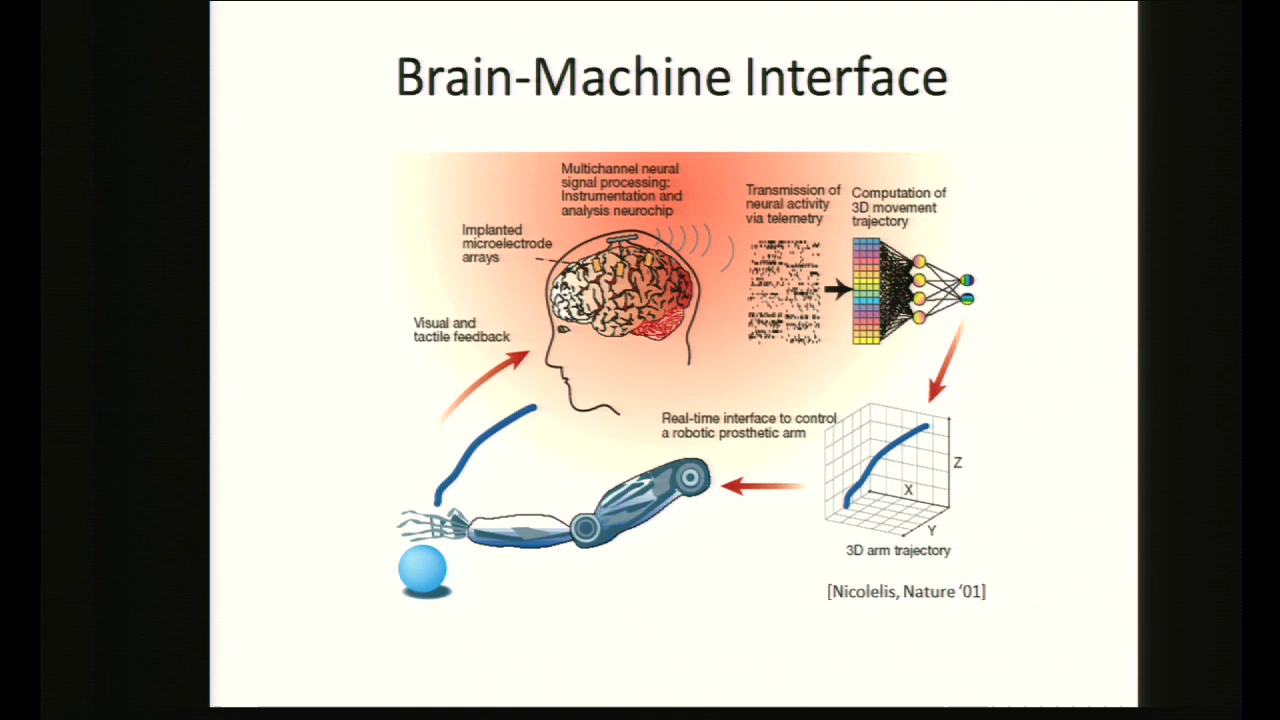 Brain-Machine Interface
Multichannel neural
signal processing:
Instrumentation and
analysis neurochip
Transmission of
neural activity
via telemetry
Computation of
3D movement
trajectory
Implanted
microelectrode
arrays
Visual and
tactile feedback
Real-time interface to control
a robotic prosthetic arm
Z
X
Y
3D arm trajectory
[Nicolelis, Nature ‘01]